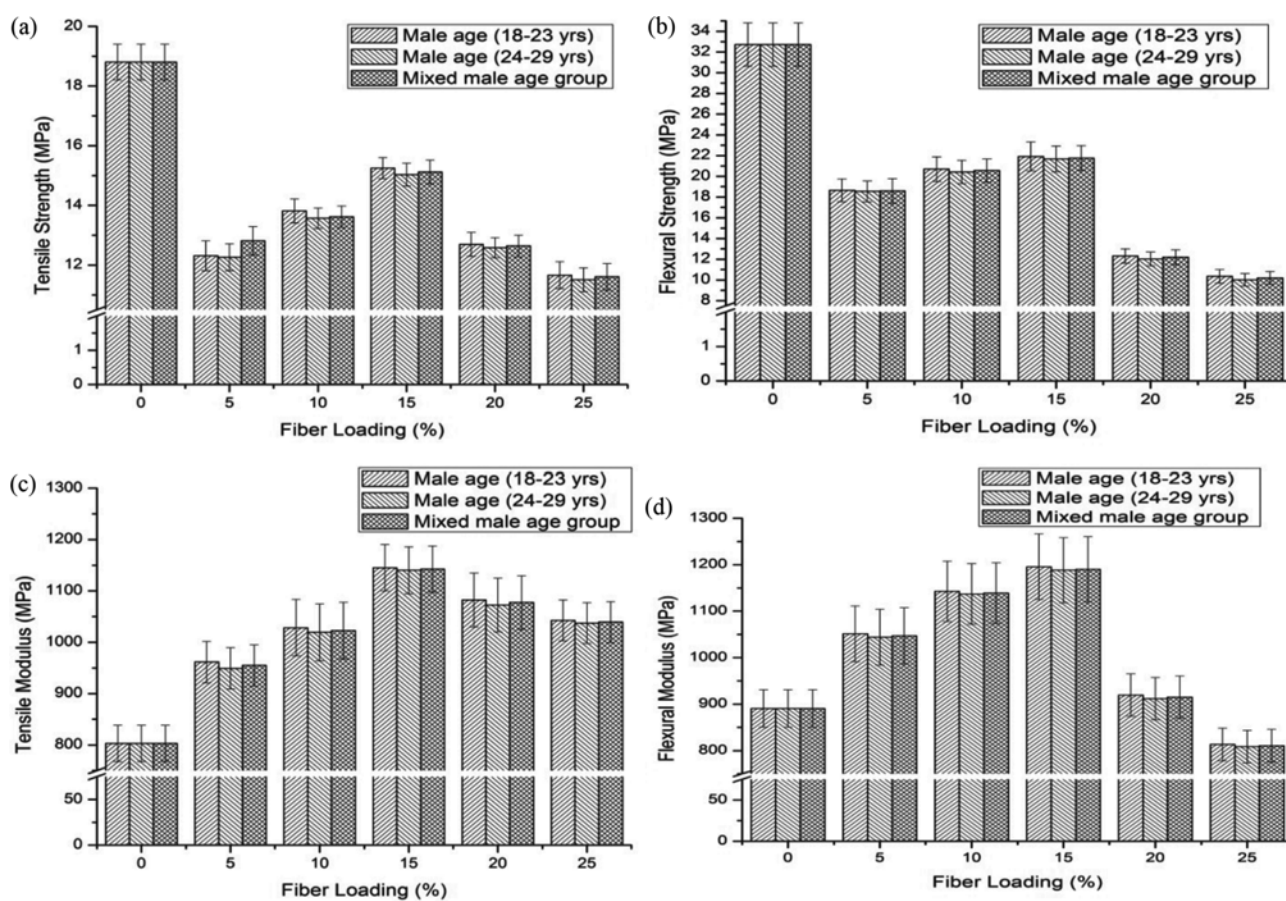 (a)
Male age (18-23 yrs)
Male age (24-29 yrs)
Mixed male age group
Tensile Strength (MPa)
20
18
16
14
12
1
0
0 5 10 15 20 25
Fiber Loading (%)
(b)
Male age (18-23 yrs)
Male age (24-29 yrs)
Mixed male age group
Flexural Strength (MPa)
34
32
30
28
26
24
22
20
18
16
14
12
10
8
1
0
0 5 10 15 20 25
Fiber Loading (%)
(c)
Male age (18-23 yrs)
Male age (24-29 yrs)
Mixed male age group
Tensile Modulus (MPa)
1300
1200
1100
1000
900
800
50
0
0 5 10 15 20 25
Fiber Loading (%)
(d)
Male age (18-23 yrs)
Male age (24-29 yrs)
Mixed male age group
Flexural Modulus (MPa)
1300
1200
1100
1000
900
800
50
0
0 5 10 15 20 25
Fiber Loading (%)